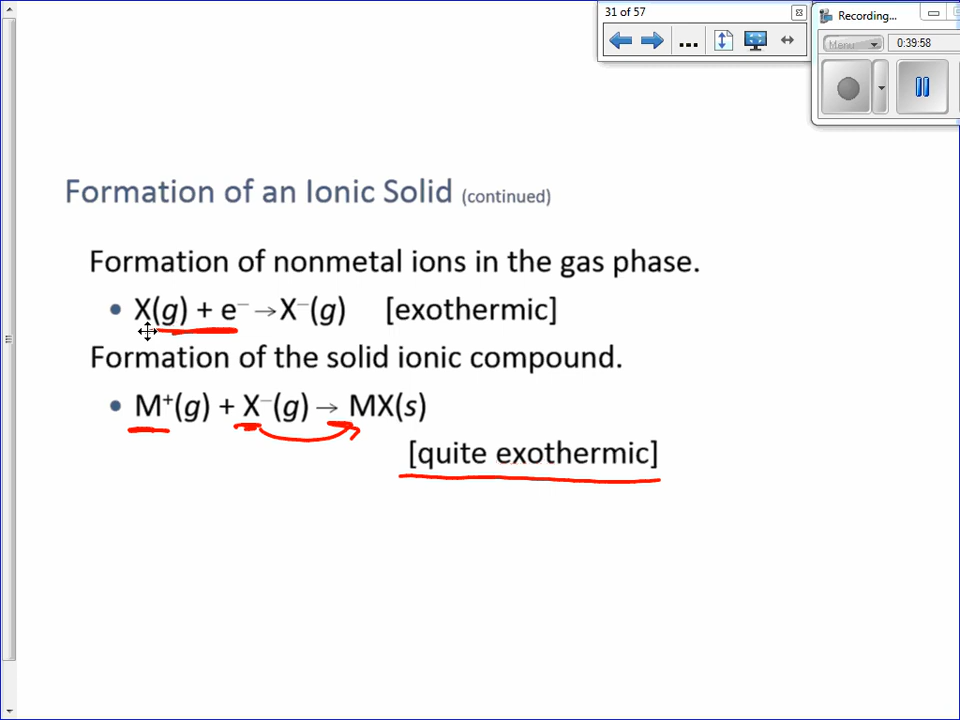 31 of 57
Recording...
Menu
0:39:58
Formation of an Ionic Solid (continued)
Formation of nonmetal ions in the gas phase.
• X(g) + e⁻ →X⁻(g) [exothermic]
Formation of the solid ionic compound.
• M⁺(g) + X⁻(g) → MX(s)
[quite exothermic]